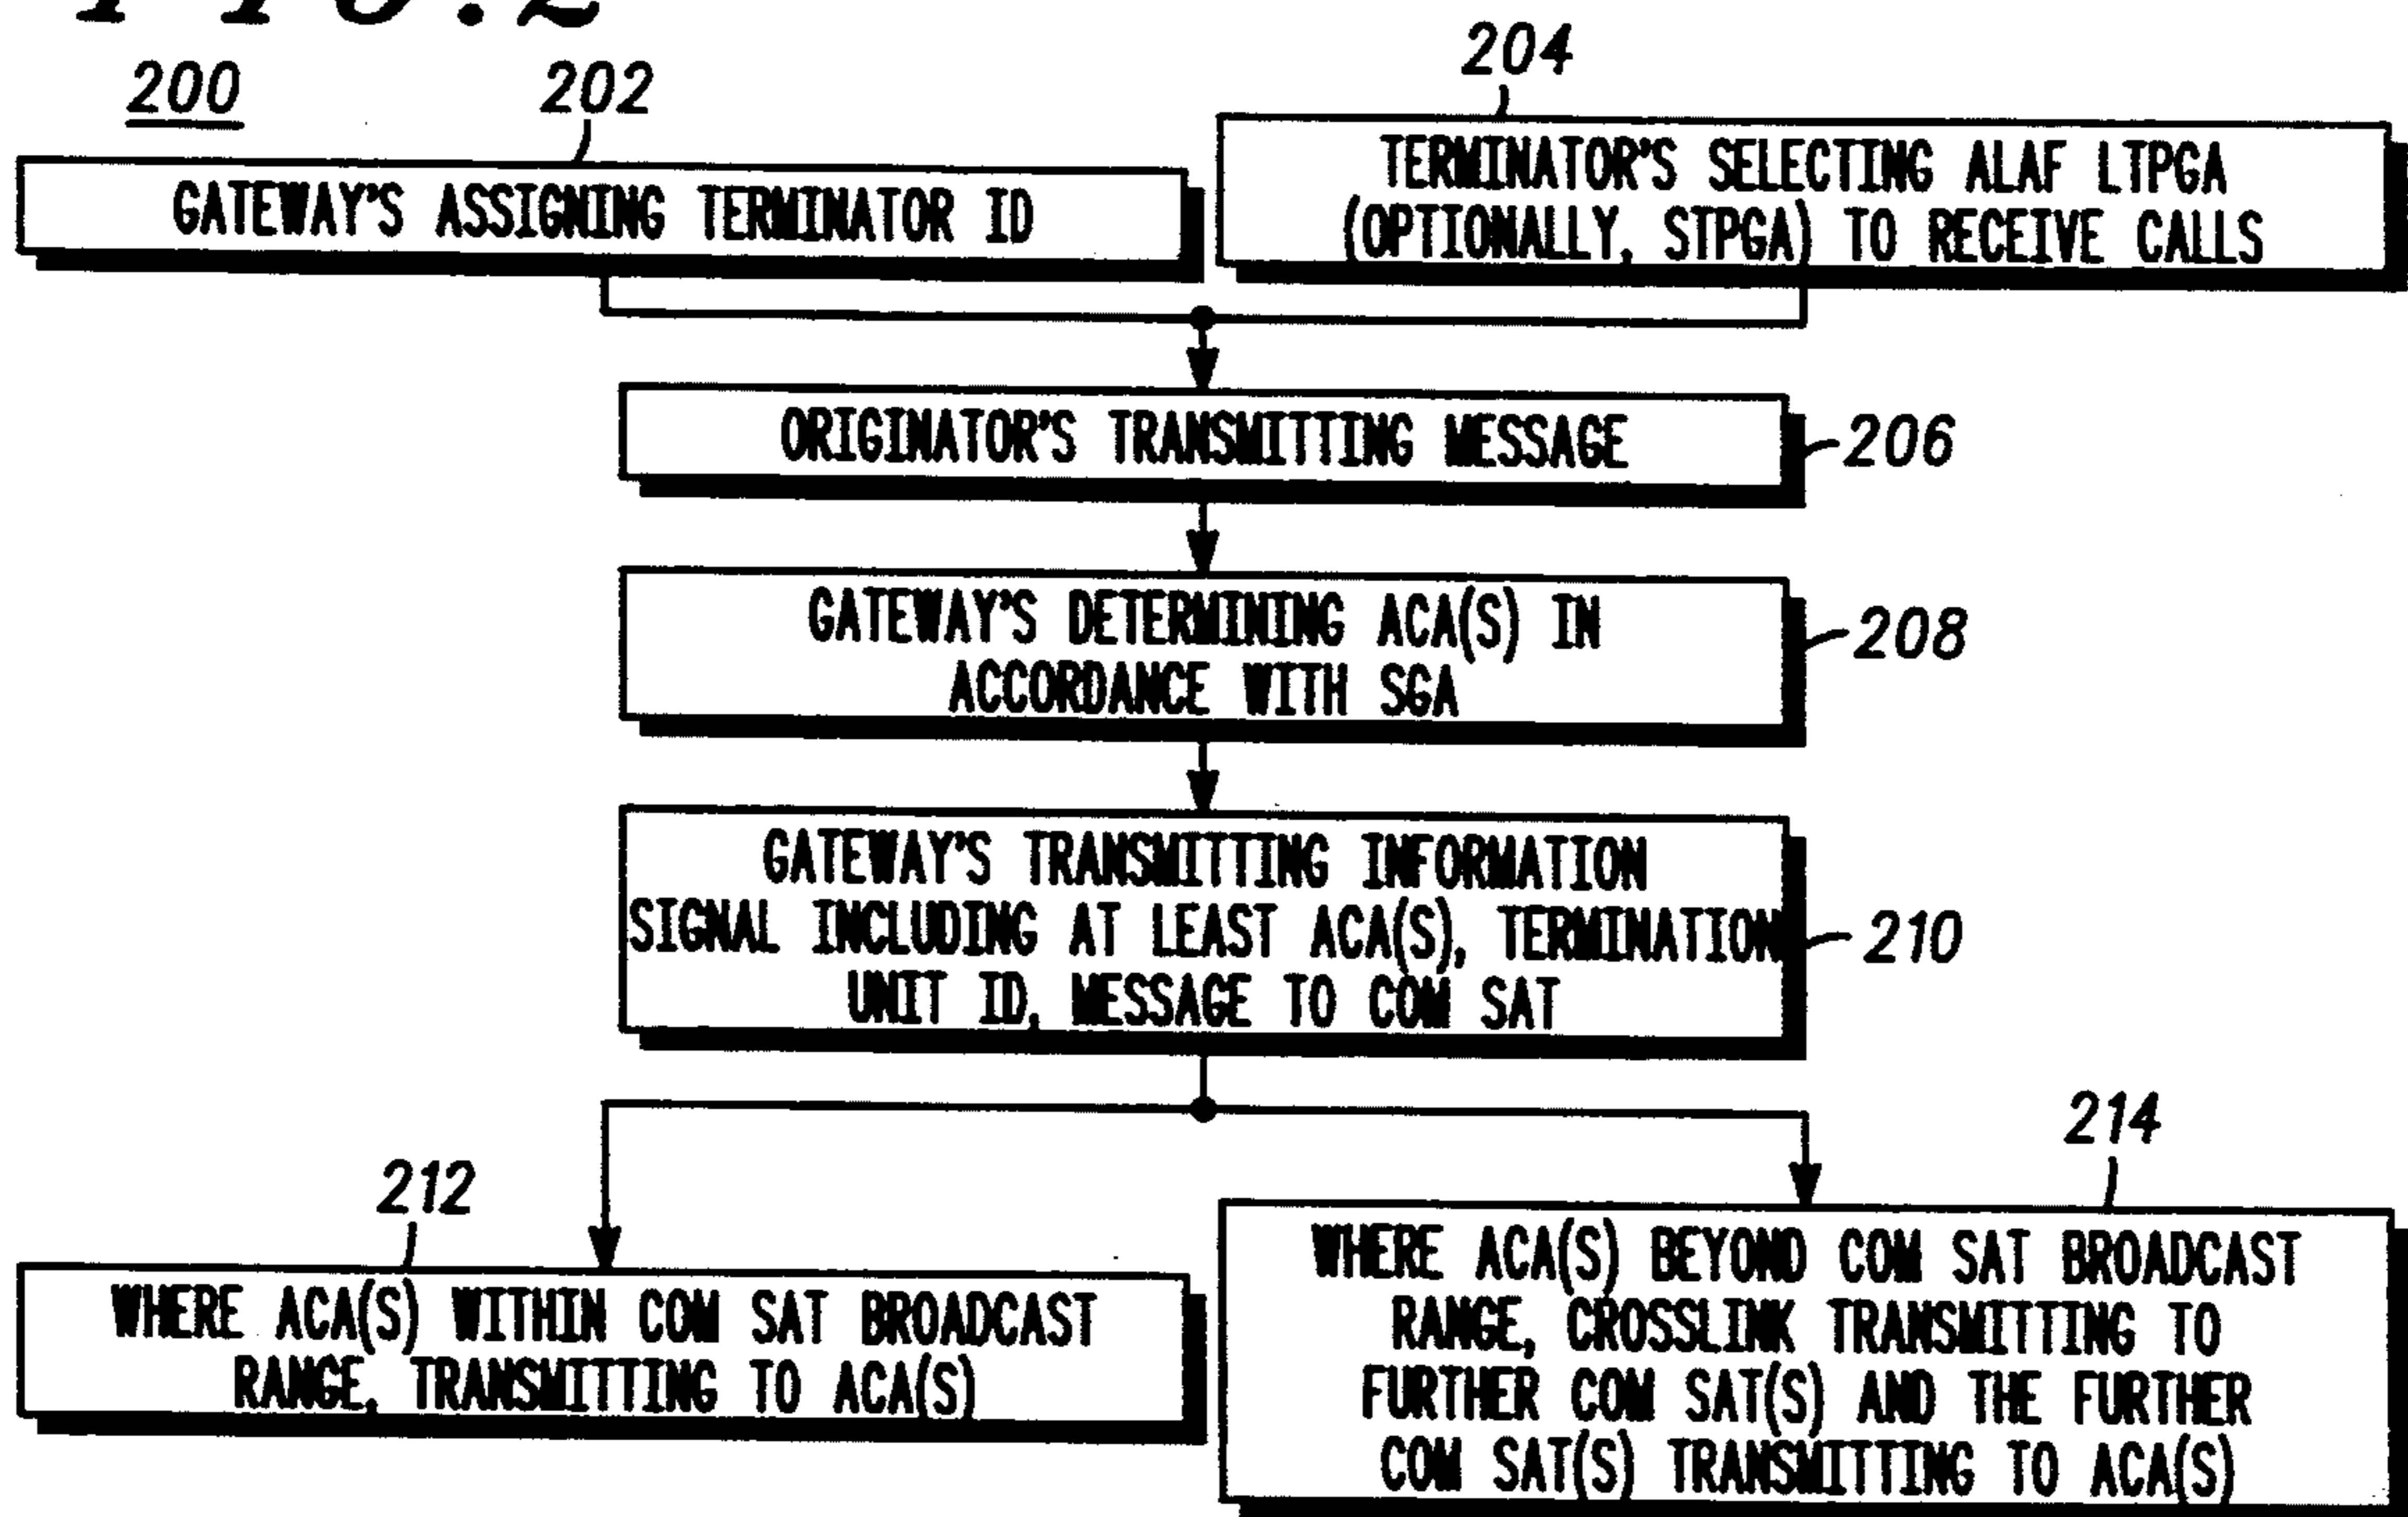 FIG.2
200
202
204
GATEWAY'S ASSIGNING TERMINATOR ID
TERMINATOR'S SELECTING ALAF LTPGA
(OPTIONALLY, STPGA) TO RECEIVE CALLS
ORIGINATOR'S TRANSMITTING MESSAGE
206
GATEWAY'S DETERMINING ACA(S) IN
ACCORDANCE WITH SGA
208
GATEWAY'S TRANSMITTING INFORMATION
SIGNAL INCLUDING AT LEAST ACA(S), TERMINATION
UNIT ID, MESSAGE TO COM SAT
210
212
WHERE ACA(S) WITHIN COM SAT BROADCAST
RANGE, TRANSMITTING TO ACA(S)
214
WHERE ACA(S) BEYOND COM SAT BROADCAST
RANGE, CROSSLINK TRANSMITTING TO
FURTHER COM SAT(S) AND THE FURTHER
COM SAT(S) TRANSMITTING TO ACA(S)